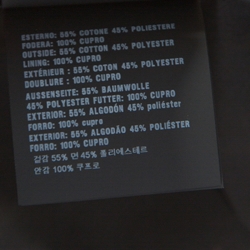 ESTERNO: 55% COTONE 45% POLIESTERE
FODERA: 100% CUPRO
OUTSIDE: 55% COTTON 45% POLYESTER
LINING: 100% CUPRO
EXTÉRIEUR : 55% COTON 45% POLYESTER
DOUBLURE : 100% CUPRO
AUSSENSEITE: 55% BAUMWOLLE
45% POLYESTER FUTTER: 100% CUPRO
EXTERIOR: 55% ALGODÓN 45% poliéster
FORRO: 100% cupro
EXTERIOR: 55% ALGODÃO 45% POLIÉSTER
FORRO: 100% CUPRO
겉감 55% 면 45% 폴리에스테르
안감 100% 쿠프로